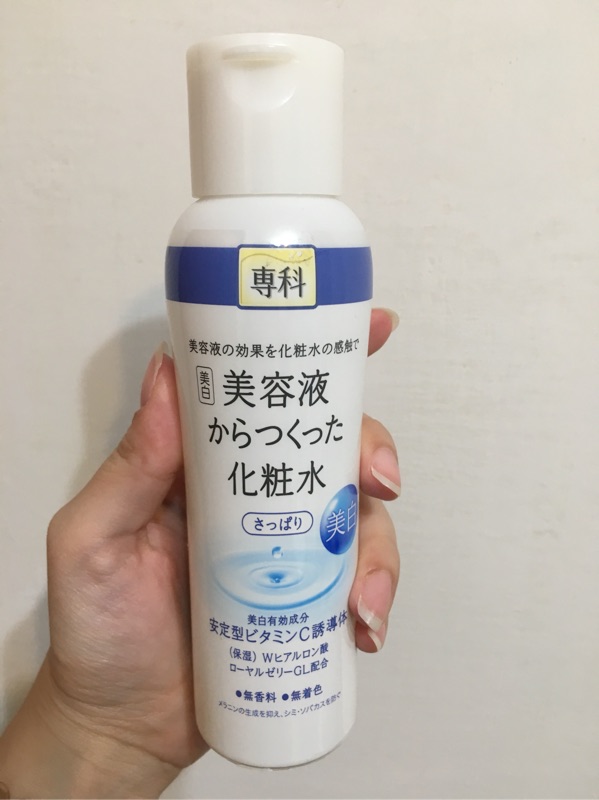 専科
美容液の効果を化粧水の感触で
美白
美容液
からつくった
化粧水
さっぱり
美白
美白有効成分
安定型ビタミンC誘導体
(保湿) Wヒアルロン酸
ローヤルゼリーGL配合
●無香料 ●無着色
メラニンの生成を抑え、シミ・ソバカスを防ぐ